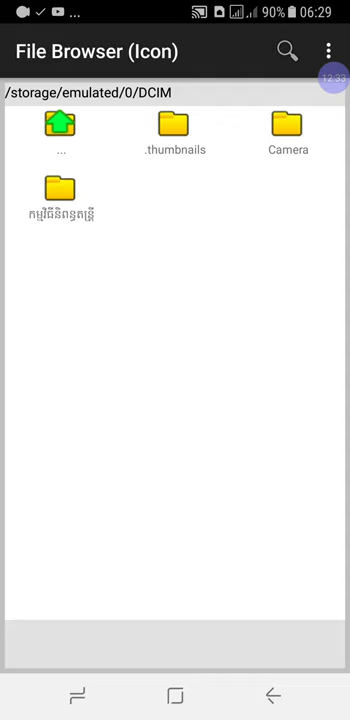 ... 90% 06:29
File Browser (Icon)
12:33
/storage/emulated/0/DCIM
... .thumbnails Camera
កម្មវិធីនិពន្ធតន្ត្រី